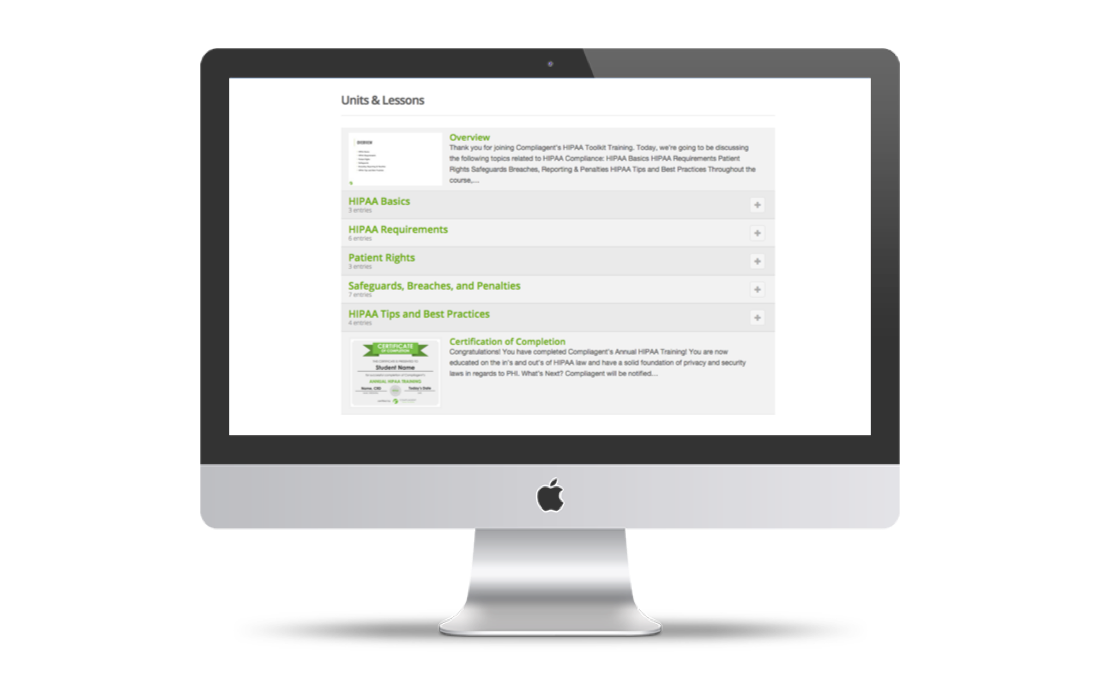 Units & Lessons
Overview
Thank you for joining Compliagent's HIPAA Toolkit Training. Today, we're going to be discussing
the following topics related to HIPAA Compliance: HIPAA Basics HIPAA Requirements Patient
Rights Safeguards Breaches, Reporting & Penalties HIPAA Tips and Best Practices Throughout the
course,...
HIPAA Basics
3 entries
HIPAA Requirements
6 entries
Patient Rights
3 entries
Safeguards, Breaches, and Penalties
7 entries
HIPAA Tips and Best Practices
4 entries
CERTIFICATE
OF COMPLETION
Student Name
ANNUAL HIPAA TRAINING
Name, CSE
Today's Date
Certification of Completion
Congratulations! You have completed Compliagent's Annual HIPAA Training! You are now
educated on the in's and out's of HIPAA law and have a solid foundation of privacy and security
laws in regards to PHI. What's Next? Compliagent will be notified...